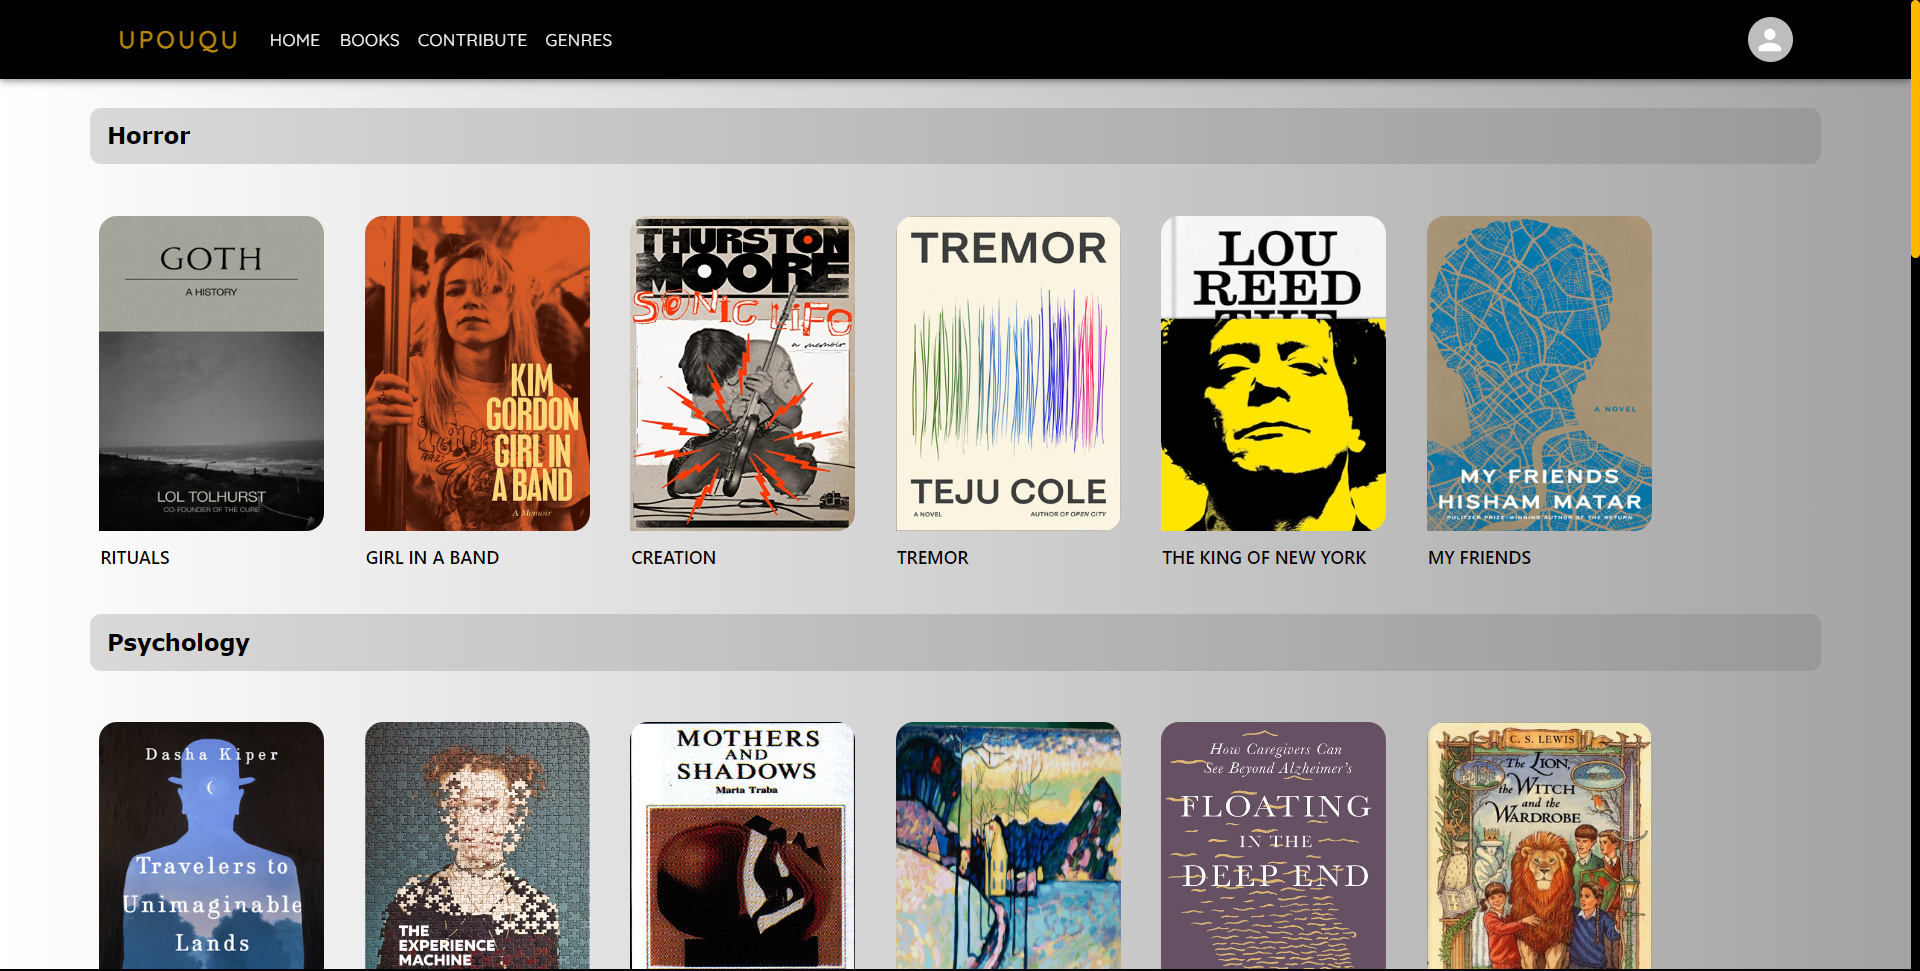 UPOUQU
HOME
BOOKS
CONTRIBUTE
GENRES
Horror
GOTH
A HISTORY
LOL TOLHURST
CO-FOUNDER OF THE CURE
KIM
GORDON
GIRL IN
A BAND
A Memoir
THURSTON
MOORE
SONIC LIFE
a memoir
TREMOR
TEJU COLE
A NOVEL
AUTHOR OF OPEN CITY
LOU
REED
THE
A NOVEL
MY FRIENDS
HISHAM MATAR
PULITZER PRIZE-WINNING AUTHOR OF THE RETURN
RITUALS
GIRL IN A BAND
CREATION
TREMOR
THE KING OF NEW YORK
MY FRIENDS
Psychology
Dasha Kiper
Travelers to
Unimaginable
Lands
THE
EXPERIENCE
MACHINE
MOTHERS
AND
SHADOWS
Marta Traba
How Caregivers Can
See Beyond Alzheimer's
FLOATING
IN THE
DEEP END
C. S. LEWIS
The LION,
the WITCH
and the
WARDROBE